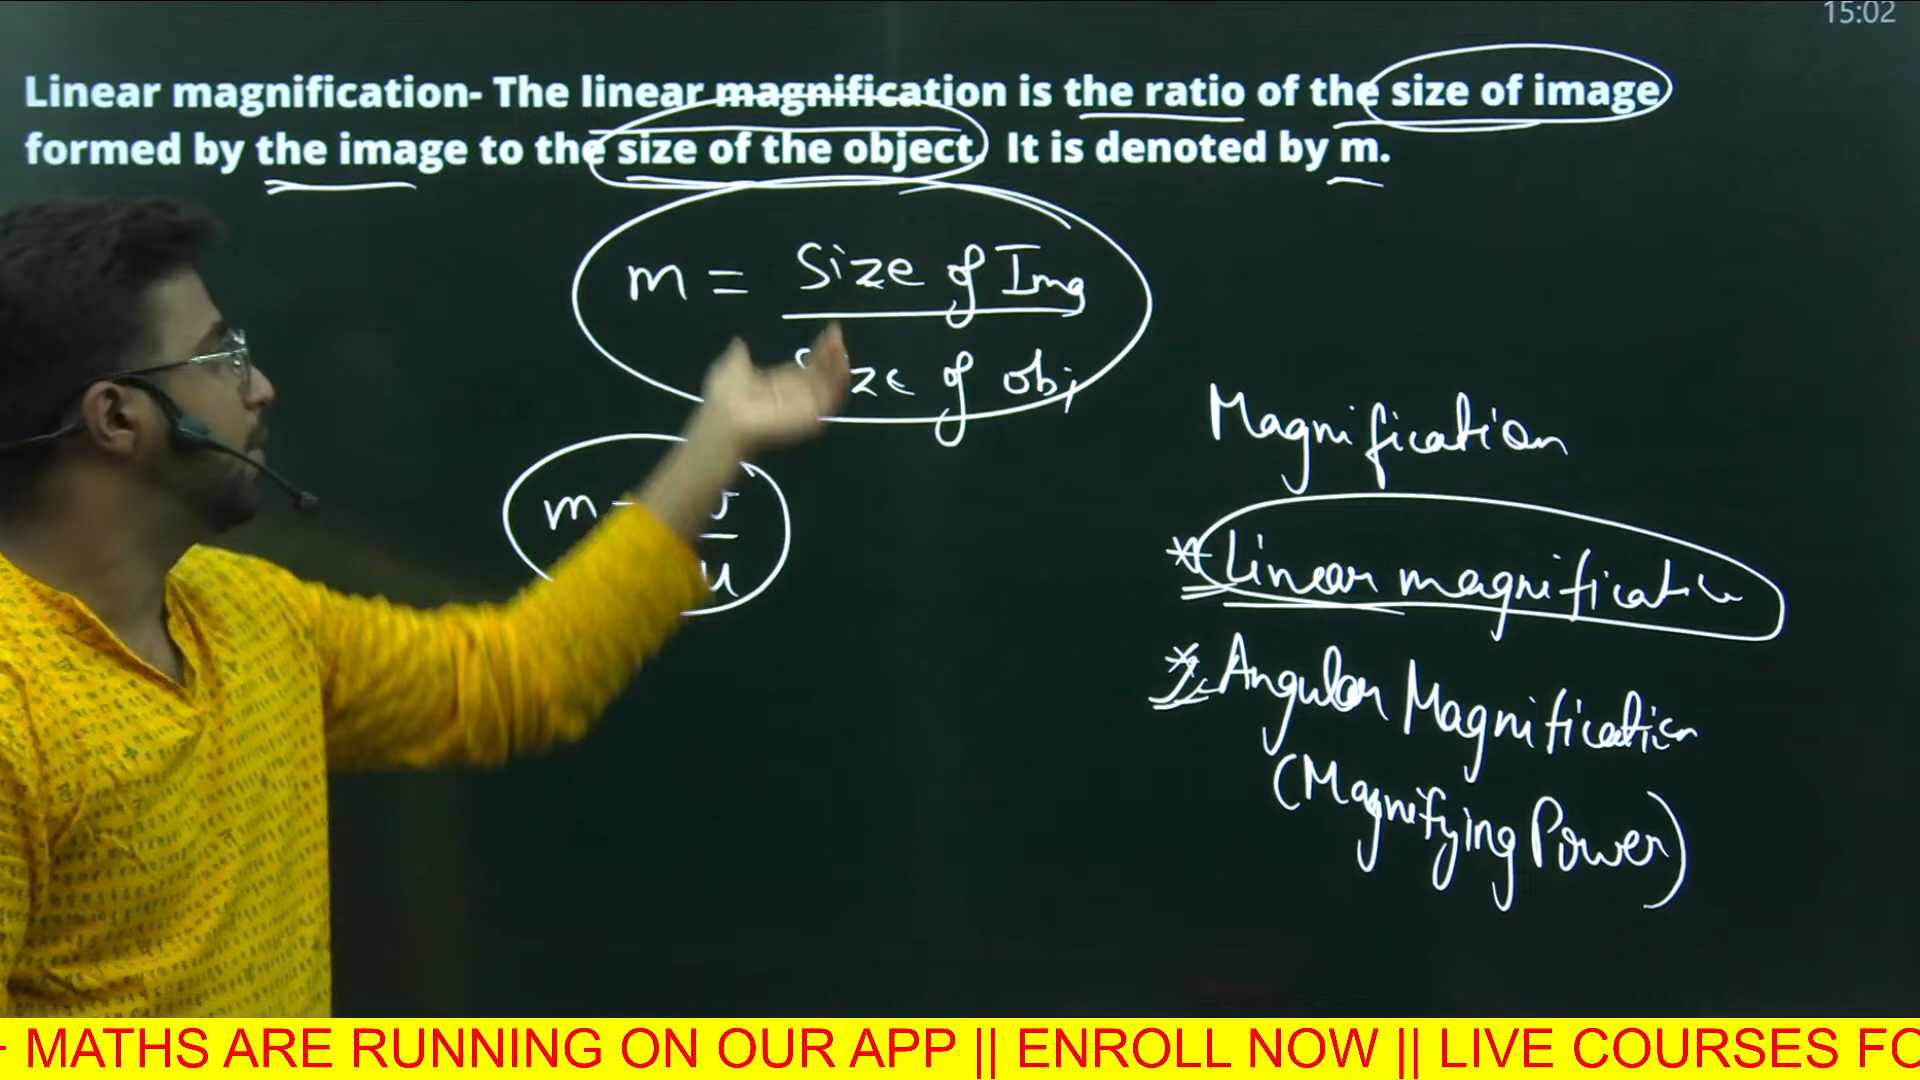 15:02
Linear magnification- The linear magnification is the ratio of the size of image
formed by the image to the size of the object. It is denoted by m.
m = Size of Img
of obj
m
u
Magnification
* Linear magnification
* Angular Magnification
(Magnifying Power)
MATHS ARE RUNNING ON OUR APP || ENROLL NOW || LIVE COURSES FO